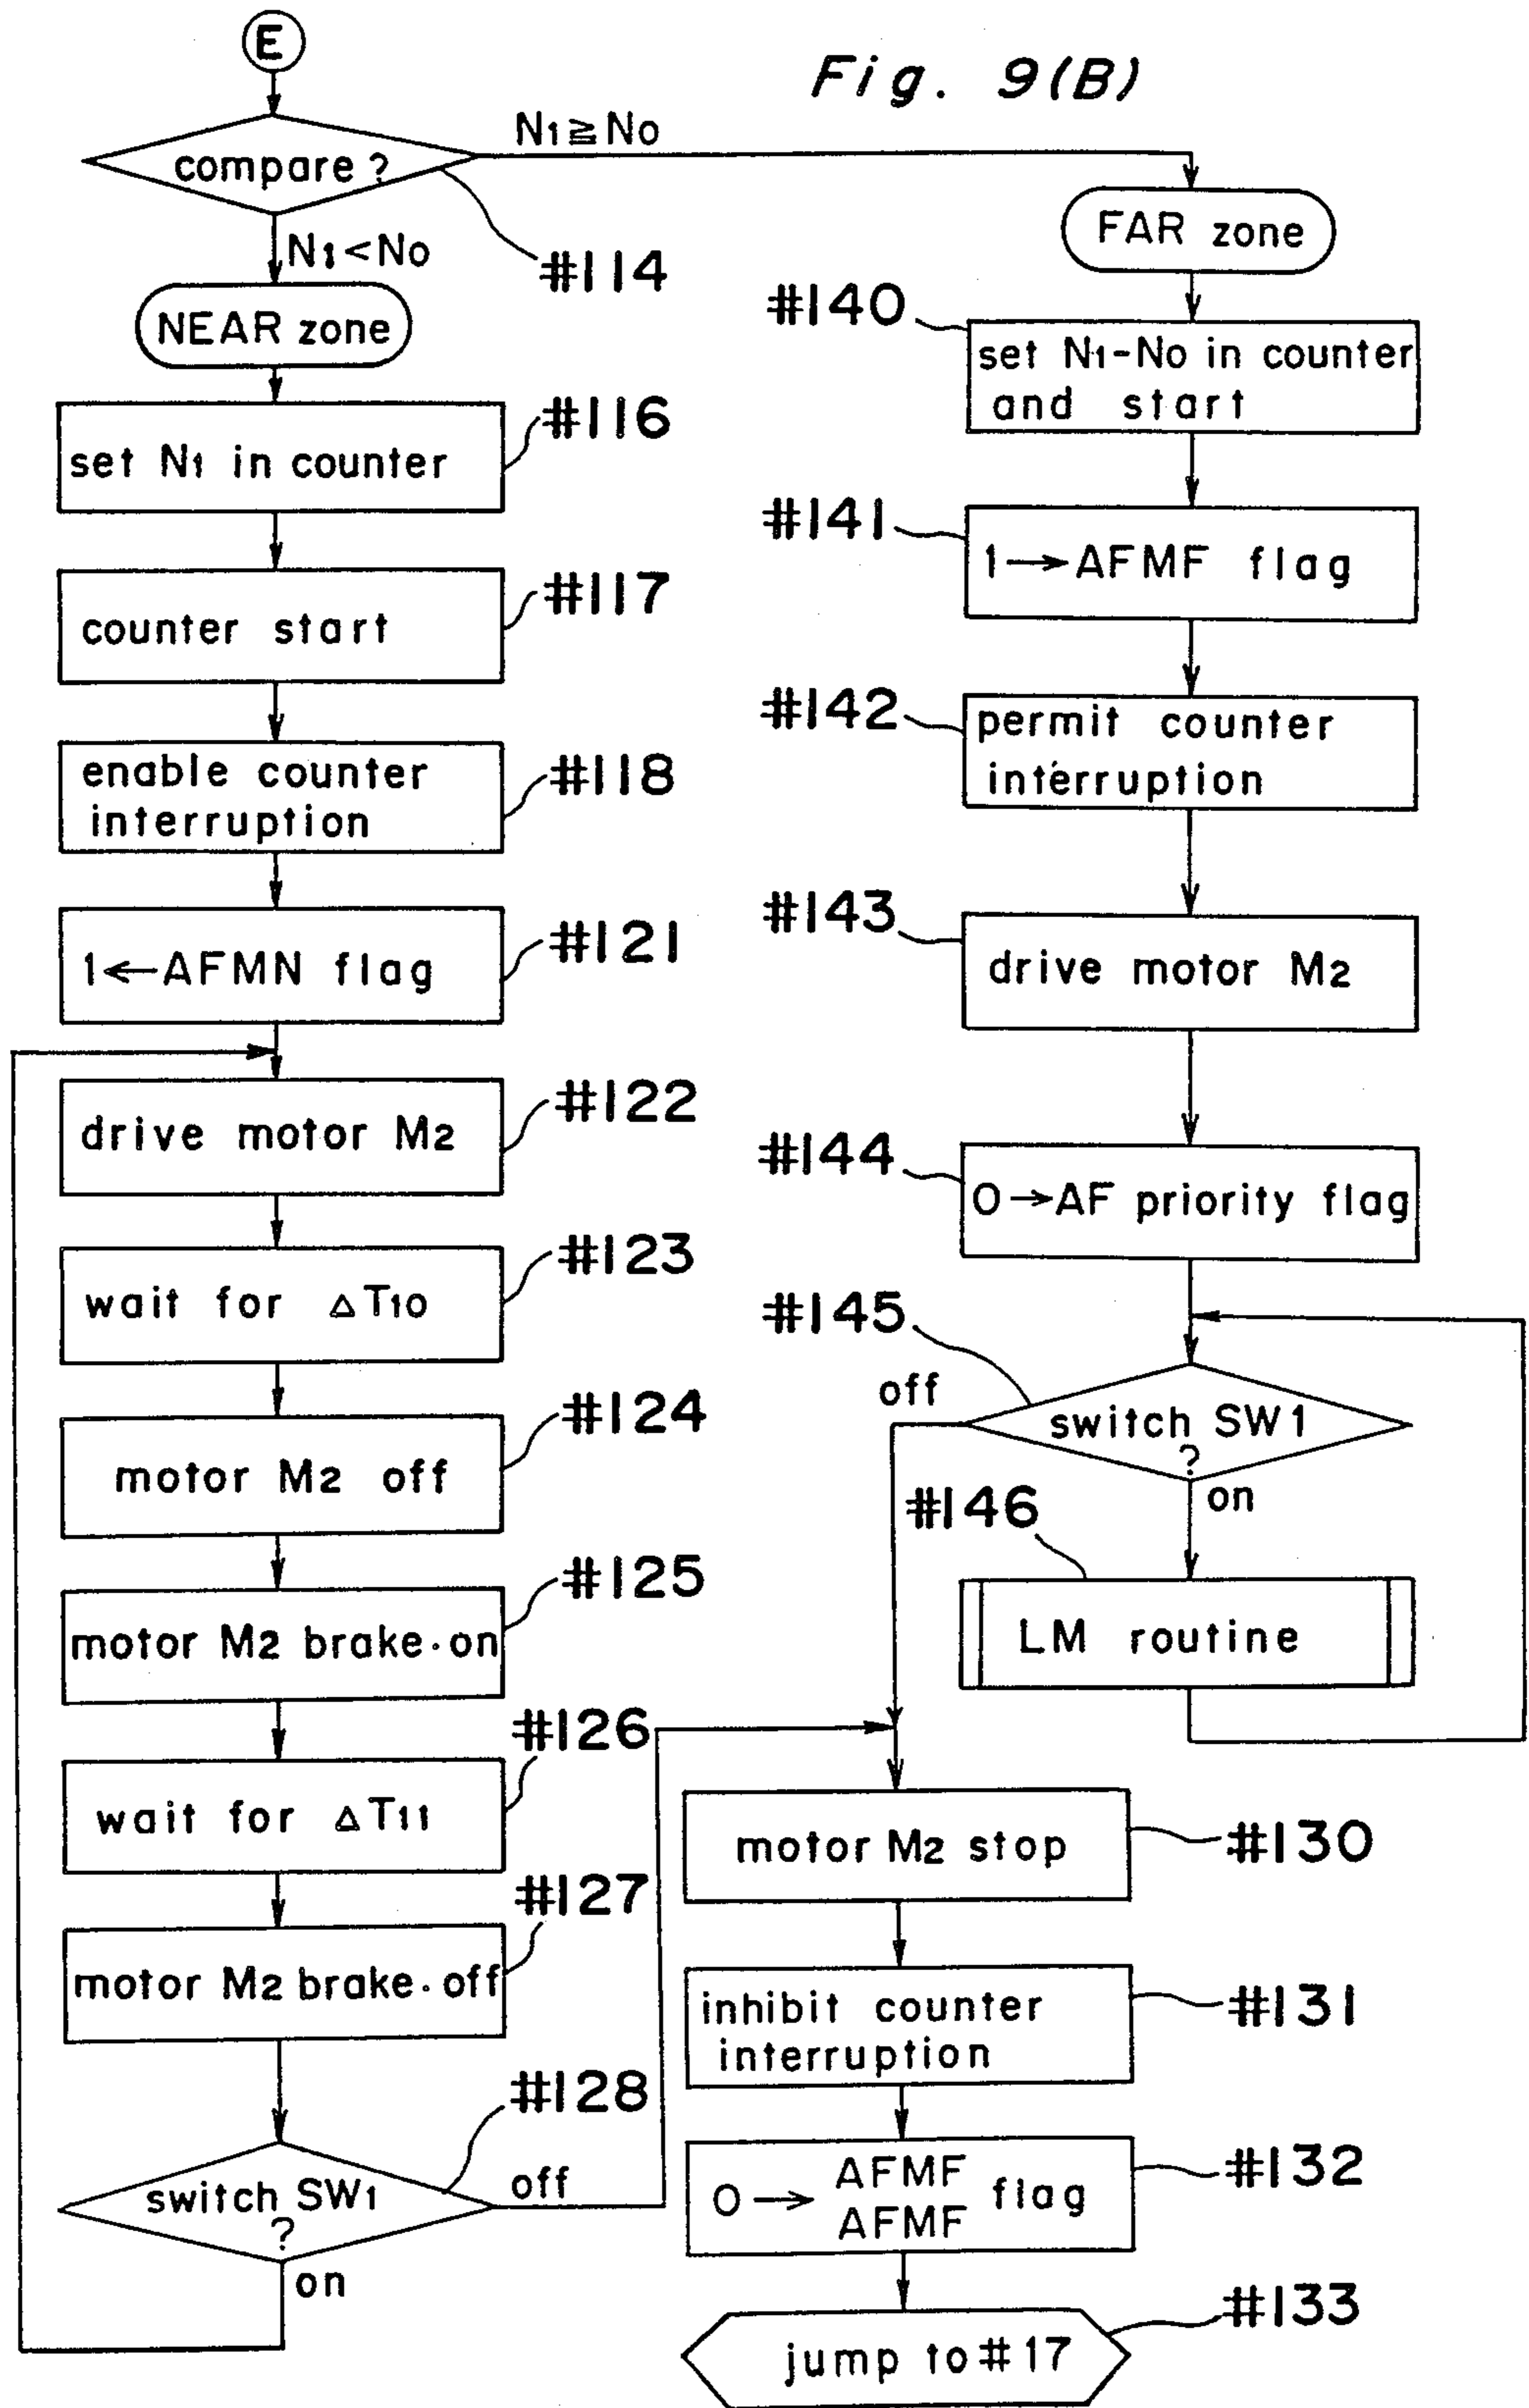 E
Fig. 9(B)
compare ?
N1≧No
#114
N1<No
NEAR zone
#116
set N1 in counter
#117
counter start
#118
enable counter
interruption
#121
1←AFMN flag
#122
drive motor M2
#123
wait for ΔT10
#124
motor M2 off
#125
motor M2 brake·on
#126
wait for ΔT11
#127
motor M2 brake·off
#128
switch SW1
?
off
on
FAR zone
#140
set N1-No in counter
and start
#141
1→AFMF flag
#142
permit counter
interruption
#143
drive motor M2
#144
0→AF priority flag
#145
off
switch SW1
?
on
#146
LM routine
motor M2 stop
#130
inhibit counter
interruption
#131
0→ AFMF flag
AFMF
#132
jump to #17
#133